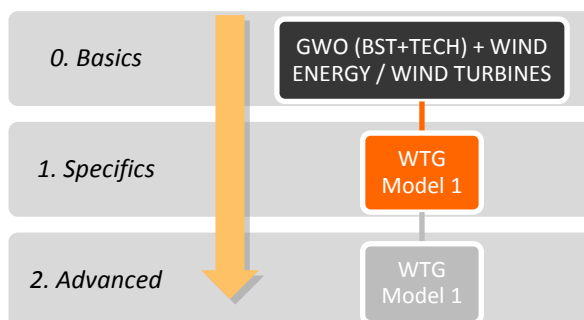 0. Basics
GWO (BST+TECH) + WIND
ENERGY / WIND TURBINES
1. Specifics
WTG
Model 1
2. Advanced
WTG
Model 1